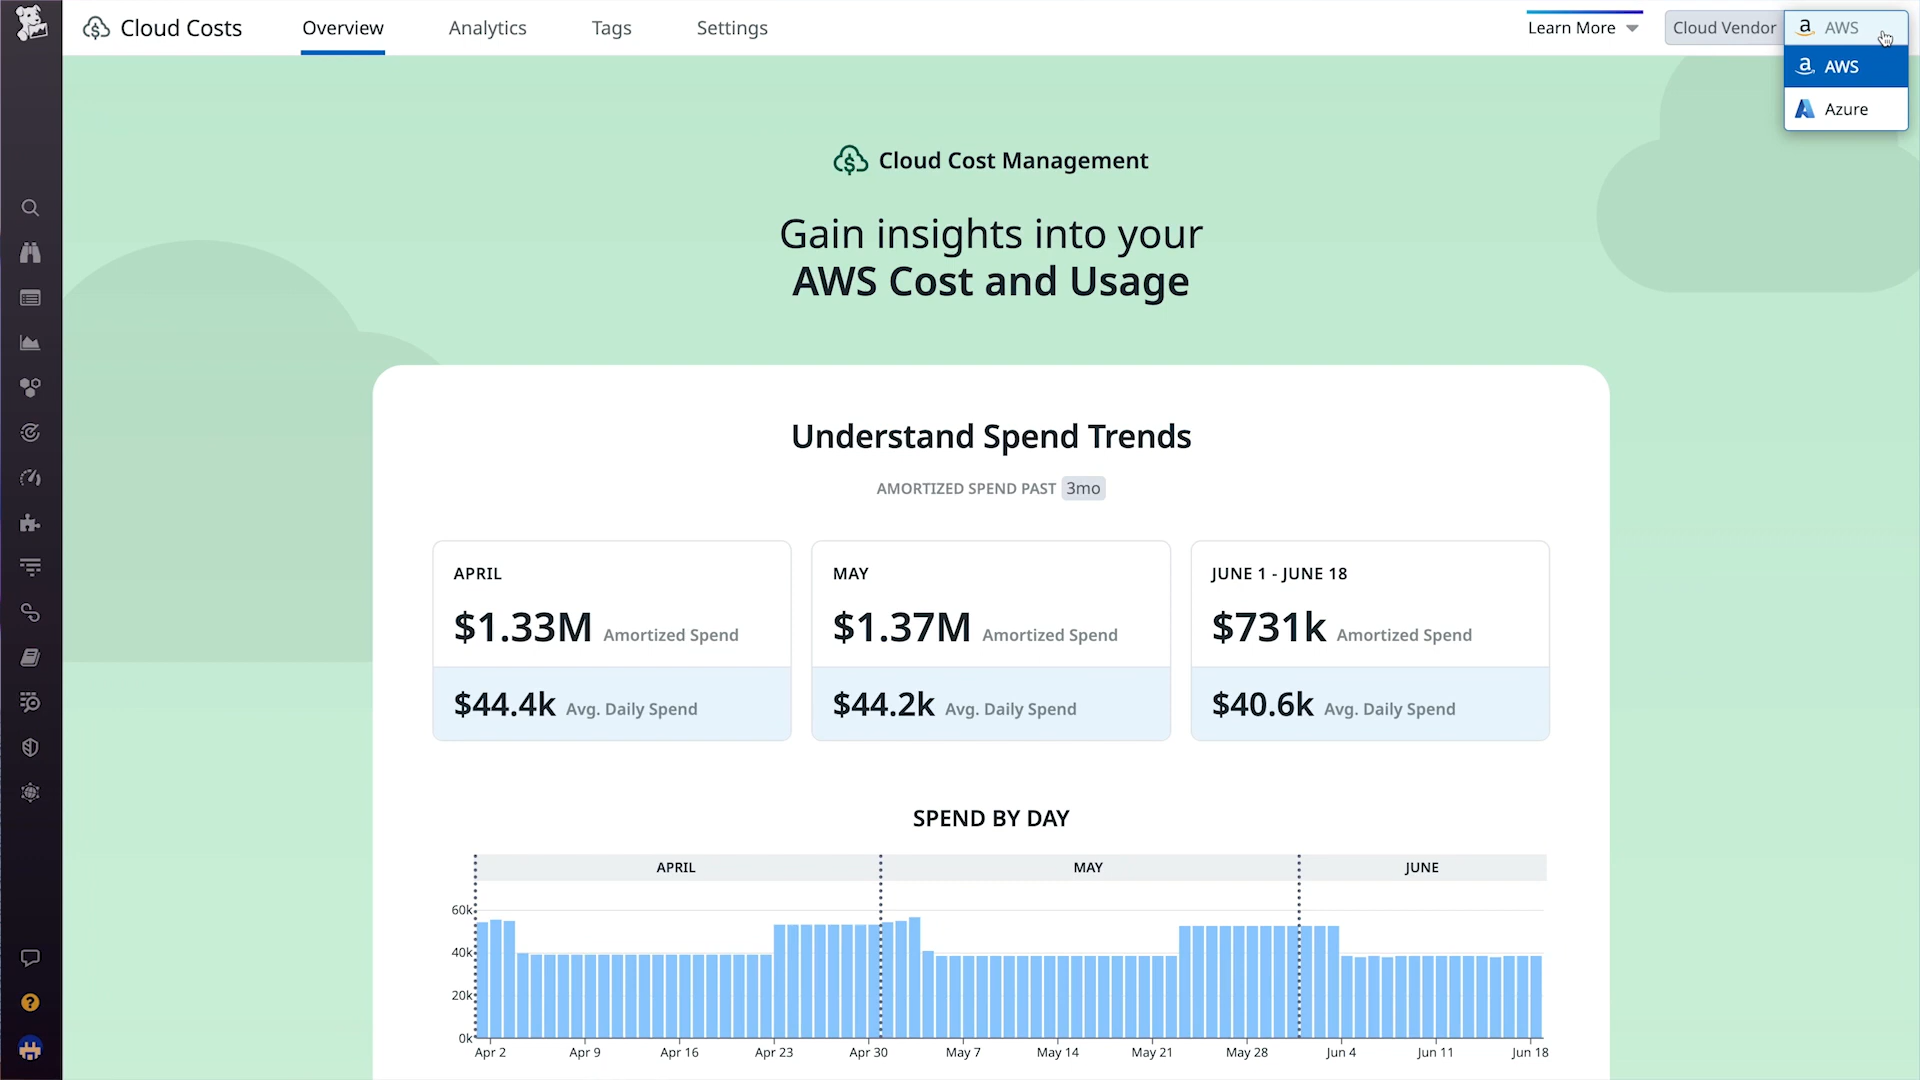 Cloud Costs
Overview
Analytics
Tags
Settings
Learn More
Cloud Vendor
AWS
AWS
Azure
Cloud Cost Management
Gain insights into your
AWS Cost and Usage
Understand Spend Trends
AMORTIZED SPEND PAST 3mo
APRIL
$1.33M Amortized Spend
$44.4k Avg. Daily Spend
MAY
$1.37M Amortized Spend
$44.2k Avg. Daily Spend
JUNE 1 - JUNE 18
$731k Amortized Spend
$40.6k Avg. Daily Spend
SPEND BY DAY
APRIL MAY JUNE
60k
40k
20k
0k
Apr 2 Apr 9 Apr 16 Apr 23 Apr 30 May 7 May 14 May 21 May 28 Jun 4 Jun 11 Jun 18